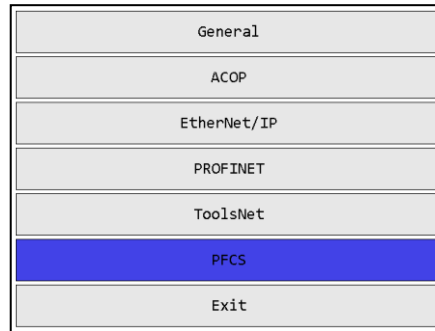 General
ACOP
EtherNet/IP
PROFINET
ToolsNet
PFCS
Exit